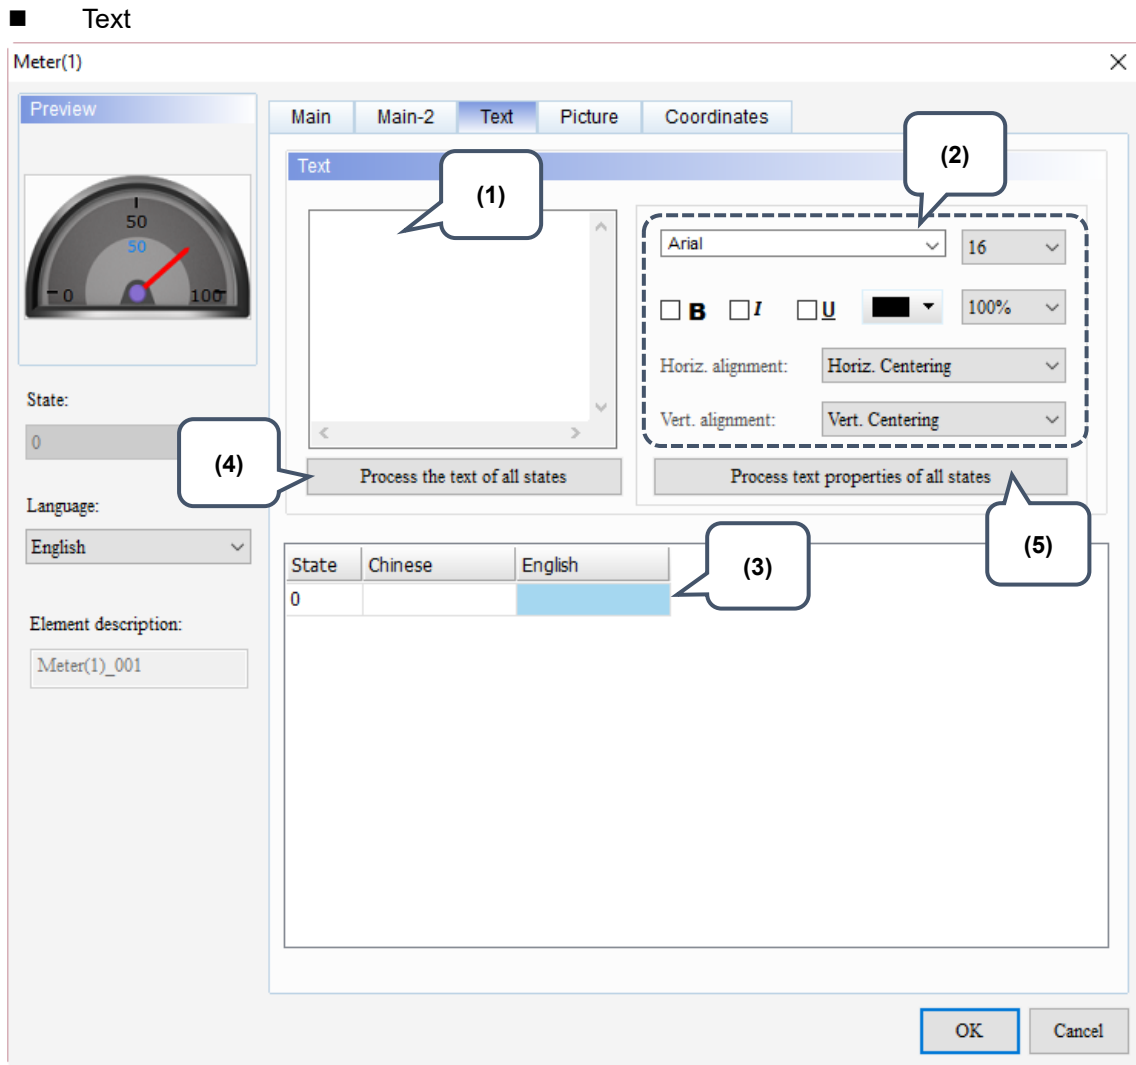 ■ Text
Meter(1)
Preview
Main Main-2 Text Picture Coordinates
(2)
Text
(1)
50
50
0 100
Arial 16
B I U 100%
Horiz. alignment: Horiz. Centering
Vert. alignment: Vert. Centering
State:
0
(4)
Process the text of all states Process text properties of all states
Language:
English
(5)
(3)
State Chinese English
0
Element description:
Meter(1)_001
OK Cancel